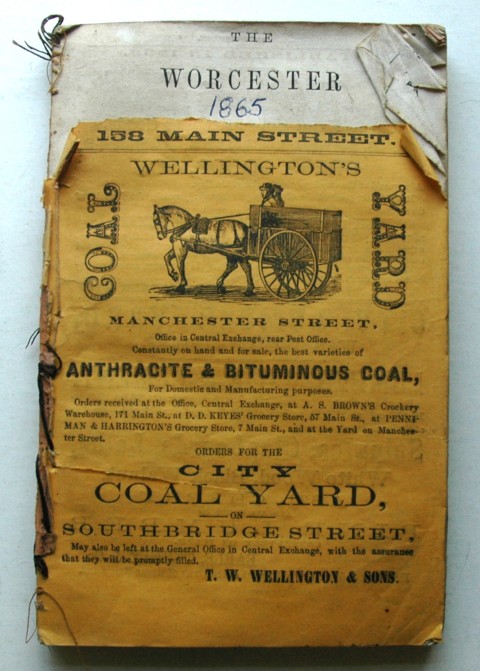 THE
WORCESTER
1865
158 MAIN STREET.
WELLINGTON'S
COAL YARD
MANCHESTER STREET,
Office in Central Exchange, rear Post Office.
Constantly on hand and for sale, the best varieties of
ANTHRACITE & BITUMINOUS COAL,
For Domestic and Manufacturing purposes.
Orders received at the Office, Central Exchange, at A. S. BROWN'S Crockery
Warehouse, 171 Main St., at D. D. KEYES' Grocery Store, 57 Main St., at PENNI-
MAN & HARRINGTON'S Grocery Store, 7 Main St., and at the Yard on Manches-
ter Street.
ORDERS FOR THE
CITY
COAL YARD,
ON
SOUTHBRIDGE STREET,
May also be left at the General Office in Central Exchange, with the assurance
that they will be promptly filled.
T. W. WELLINGTON & SONS.